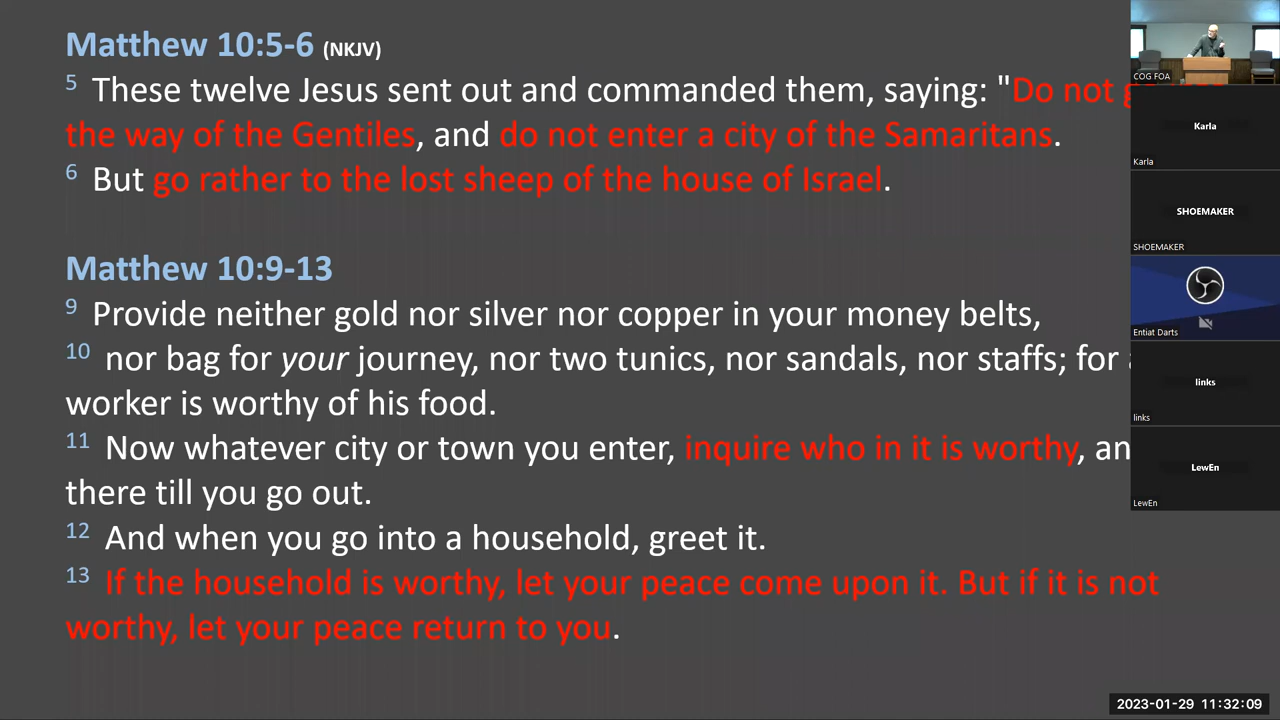 Matthew 10:5-6 (NKJV)
5 These twelve Jesus sent out and commanded them, saying: "Do not
the way of the Gentiles, and do not enter a city of the Samaritans.
6 But go rather to the lost sheep of the house of Israel.
Matthew 10:9-13
9 Provide neither gold nor silver nor copper in your money belts,
10 nor bag for your journey, nor two tunics, nor sandals, nor staffs; for
worker is worthy of his food.
11 Now whatever city or town you enter, inquire who in it is worthy,
there till you go out.
12 And when you go into a household, greet it.
13 If the household is worthy, let your peace come upon it. But if it is not
worthy, let your peace return to you.
COG FOA
Karla
Karla
SHOEMAKER
SHOEMAKER
Entiat Darts
links
links
LewEn
LewEn
2023-01-29 11:32:09